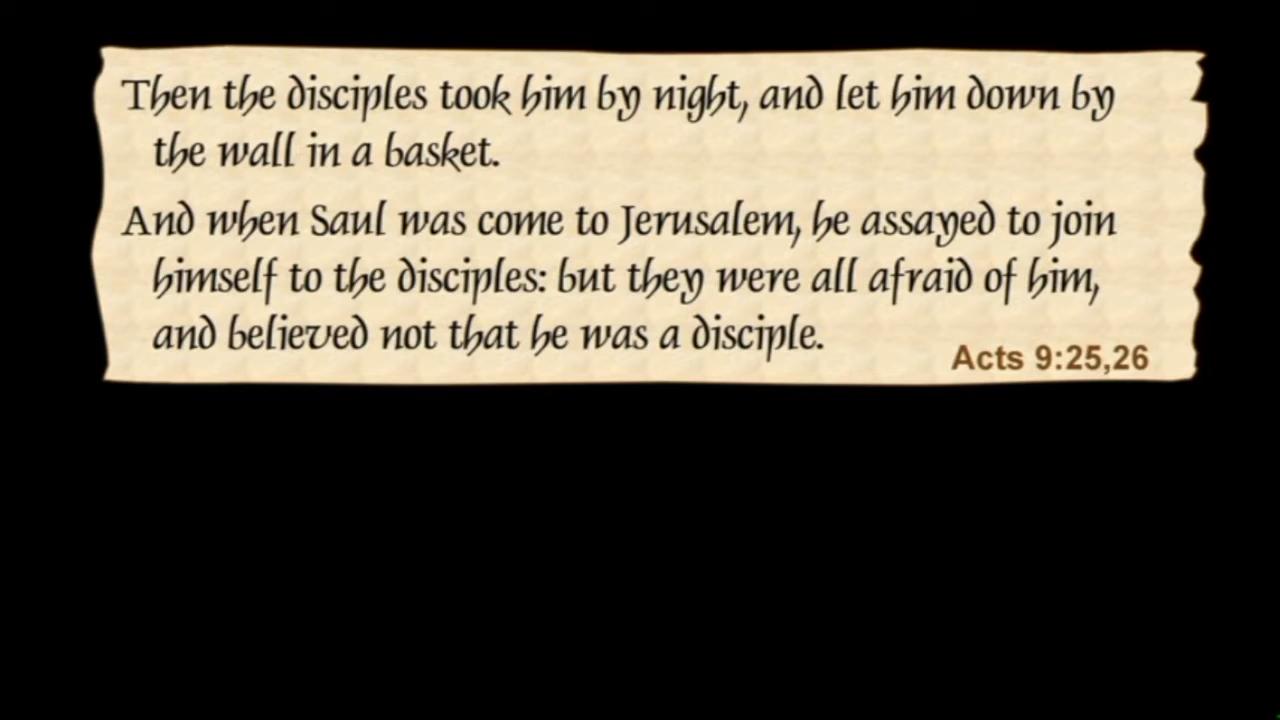 Then the disciples took him by night, and let him down by
the wall in a basket.
And when Saul was come to Jerusalem, he assayed to join
himself to the disciples: but they were all afraid of him,
and believed not that he was a disciple.
Acts 9:25,26